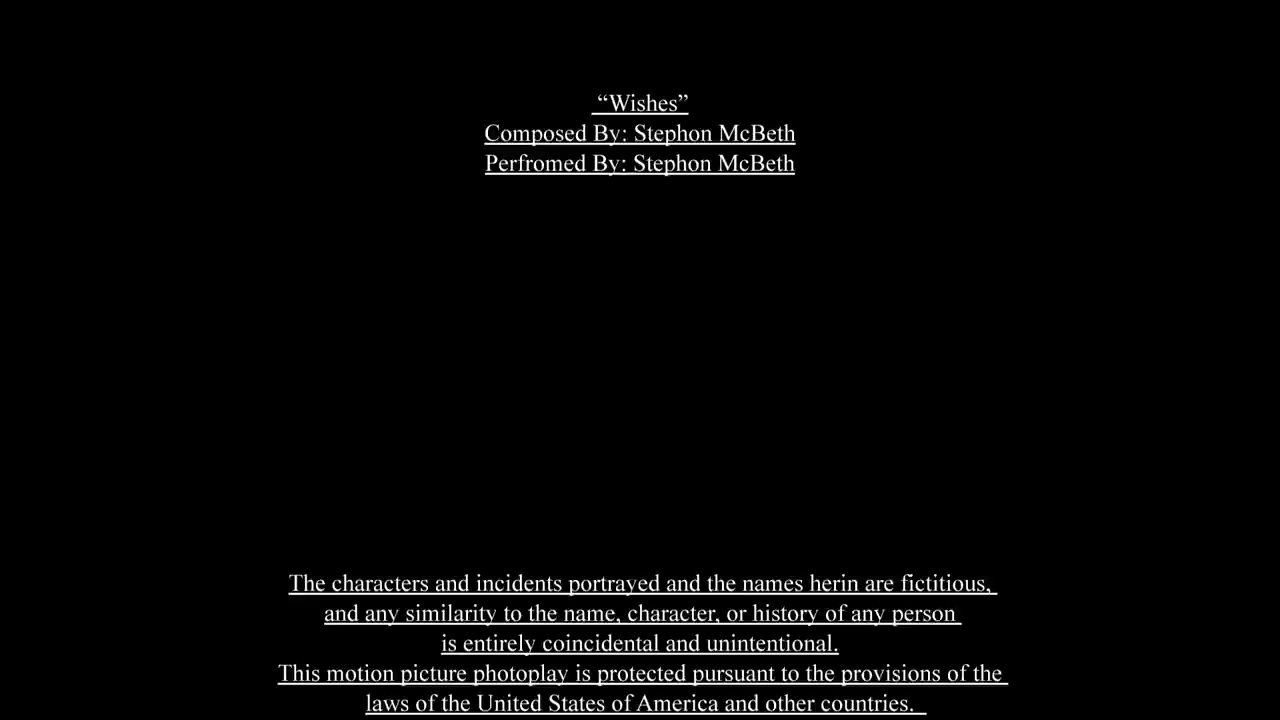 “Wishes”
Composed By: Stephon McBeth
Perfromed By: Stephon McBeth
The characters and incidents portrayed and the names herin are fictitious,
and any similarity to the name, character, or history of any person
is entirely coincidental and unintentional.
This motion picture photoplay is protected pursuant to the provisions of the
laws of the United States of America and other countries.